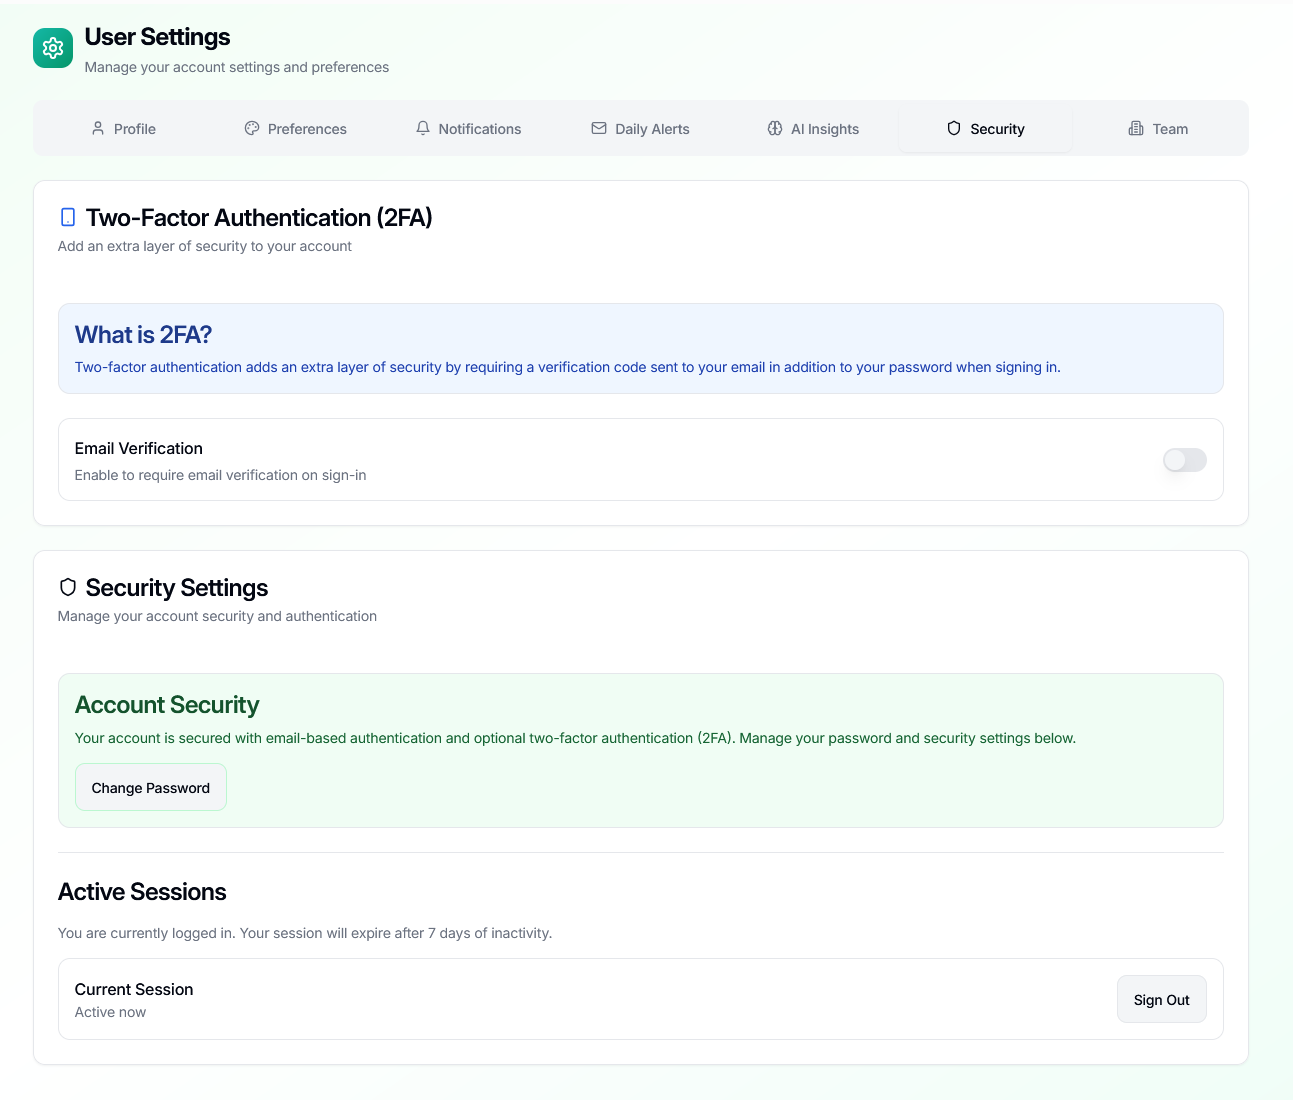 User Settings
Manage your account settings and preferences
Profile
Preferences
Notifications
Daily Alerts
AI Insights
Security
Team
Two-Factor Authentication (2FA)
Add an extra layer of security to your account
What is 2FA?
Two-factor authentication adds an extra layer of security by requiring a verification code sent to your email in addition to your password when signing in.
Email Verification
Enable to require email verification on sign-in
Security Settings
Manage your account security and authentication
Account Security
Your account is secured with email-based authentication and optional two-factor authentication (2FA). Manage your password and security settings below.
Change Password
Active Sessions
You are currently logged in. Your session will expire after 7 days of inactivity.
Current Session
Active now
Sign Out